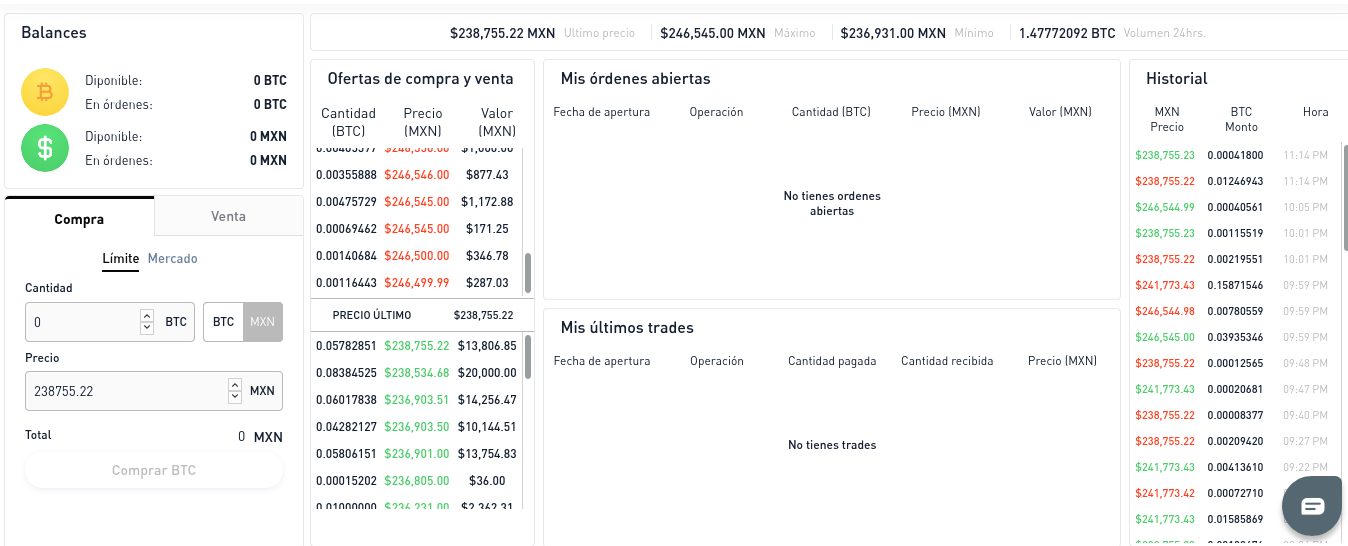 Balances
Diponible: 0 BTC
En órdenes: 0 BTC
Diponible: 0 MXN
En órdenes: 0 MXN
Compra Venta
Límite Mercado
Cantidad
0 BTC BTC MXN
Precio
238755.22 MXN
Total 0 MXN
Comprar BTC
$238,755.22 MXN Ultimo precio $246,545.00 MXN Máximo $236,931.00 MXN Mínimo 1.47772092 BTC Volumen 24hrs.
Ofertas de compra y venta
Cantidad (BTC) Precio (MXN) Valor (MXN)
0.00355888 $246,546.00 $877.43
0.00475729 $246,545.00 $1,172.88
0.00069462 $246,545.00 $171.25
0.00140684 $246,500.00 $346.78
0.00116443 $246,499.99 $287.03
PRECIO ÚLTIMO $238,755.22
0.05782851 $238,755.22 $13,806.85
0.08384525 $238,534.68 $20,000.00
0.06017838 $236,903.51 $14,256.47
0.04282127 $236,903.50 $10,144.51
0.05806151 $236,901.00 $13,754.83
0.00015202 $236,805.00 $36.00
0.01000000 $236,231.00 $2,362.31
Mis órdenes abiertas
Fecha de apertura Operación Cantidad (BTC) Precio (MXN) Valor (MXN)
No tienes ordenes
abiertas
Mis últimos trades
Fecha de apertura Operación Cantidad pagada Cantidad recibida Precio (MXN)
No tienes trades
Historial
MXN Precio BTC Monto Hora
$238,755.23 0.00041800 11:14 PM
$238,755.22 0.01246943 11:14 PM
$246,544.99 0.00040561 10:05 PM
$238,755.23 0.00115519 10:01 PM
$238,755.22 0.00219551 10:01 PM
$241,773.43 0.15871546 09:59 PM
$246,544.98 0.00780559 09:59 PM
$246,545.00 0.03935346 09:59 PM
$238,755.22 0.00012565 09:48 PM
$241,773.43 0.00020681 09:47 PM
$238,755.22 0.00008377 09:40 PM
$238,755.22 0.00209420 09:27 PM
$241,773.43 0.00413610 09:22 PM
$241,773.42 0.00072710
$241,773.43 0.01585869